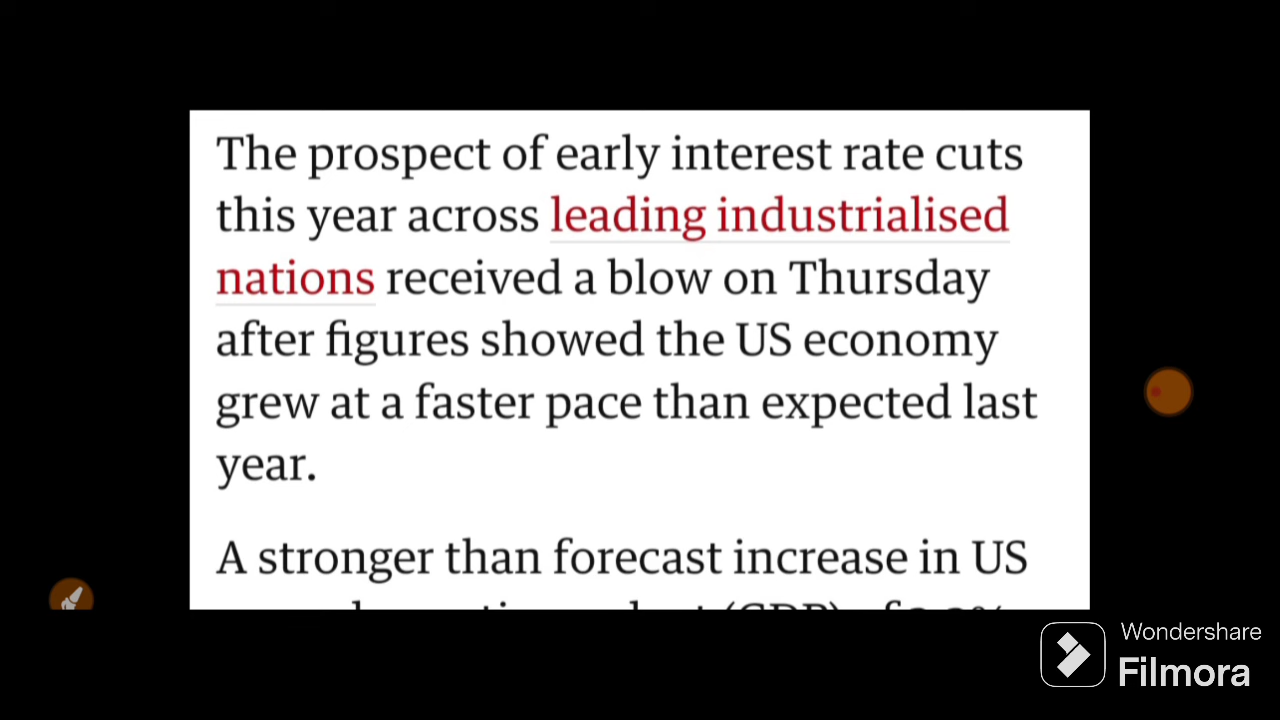 The prospect of early interest rate cuts
this year across leading industrialised
nations received a blow on Thursday
after figures showed the US economy
grew at a faster pace than expected last
year.
A stronger than forecast increase in US
(GDP) of
Wondershare
Filmora